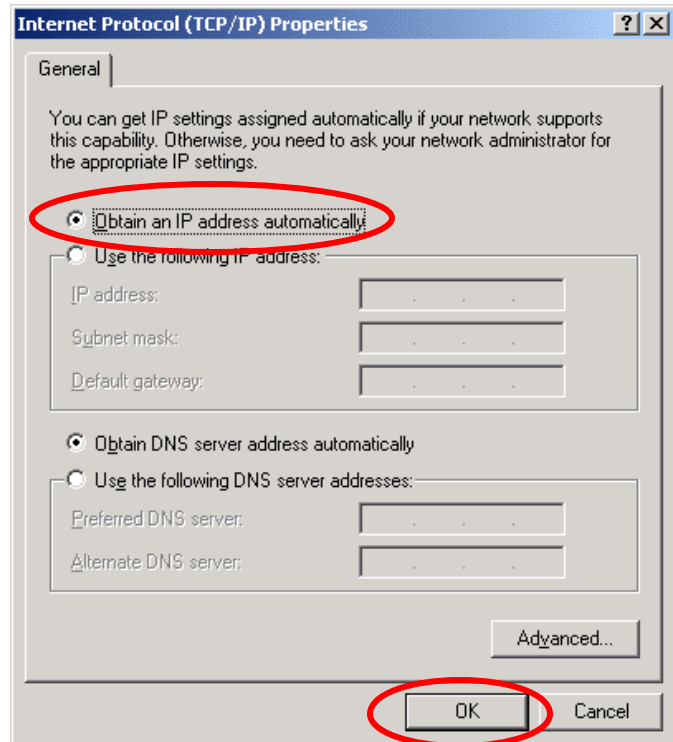 Internet Protocol (TCP/IP) Properties
General
You can get IP settings assigned automatically if your network supports
this capability. Otherwise, you need to ask your network administrator for
the appropriate IP settings.
Obtain an IP address automatically
Use the following IP address:
IP address:
Subnet mask:
Default gateway:
Obtain DNS server address automatically
Use the following DNS server addresses:
Preferred DNS server:
Alternate DNS server:
Advanced...
OK Cancel